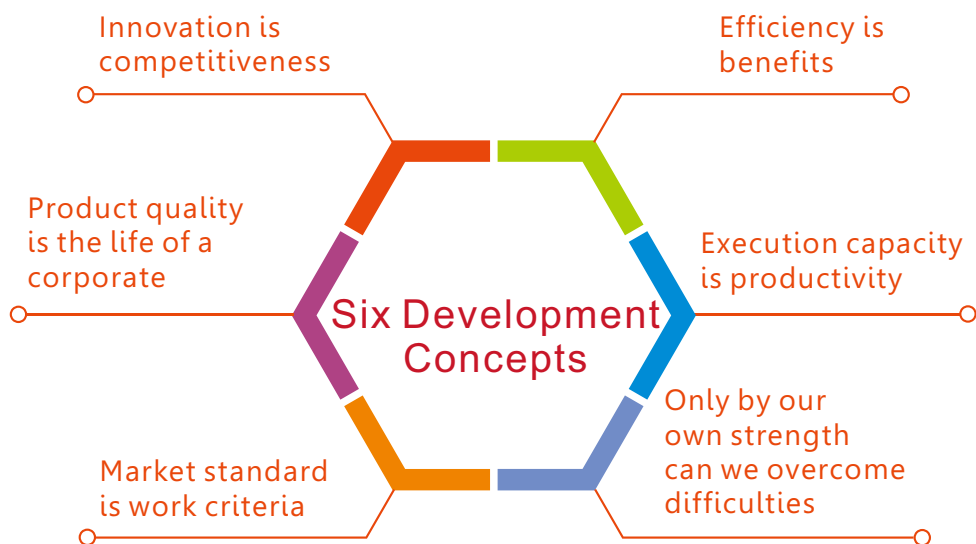 Innovation is
competitiveness
Efficiency is
benefits
Product quality
is the life of a
corporate
Execution capacity
is productivity
Six Development
Concepts
Market standard
is work criteria
Only by our
own strength
can we overcome
difficulties